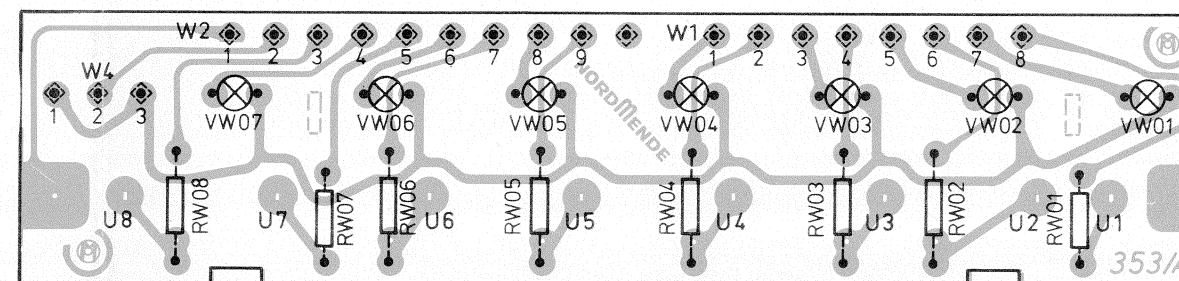 W2 W1
1 2 3 4 5 6 7 8 9 1 2 3 4 5 6 7 8
W4
1 2 3
NORDMENDE
VW07 VW06 VW05 VW04 VW03 VW02 VW01
RW08 RW07 RW06 RW05 RW04 RW03 RW02 RW01
U8 U7 U6 U5 U4 U3 U2 U1
353/A